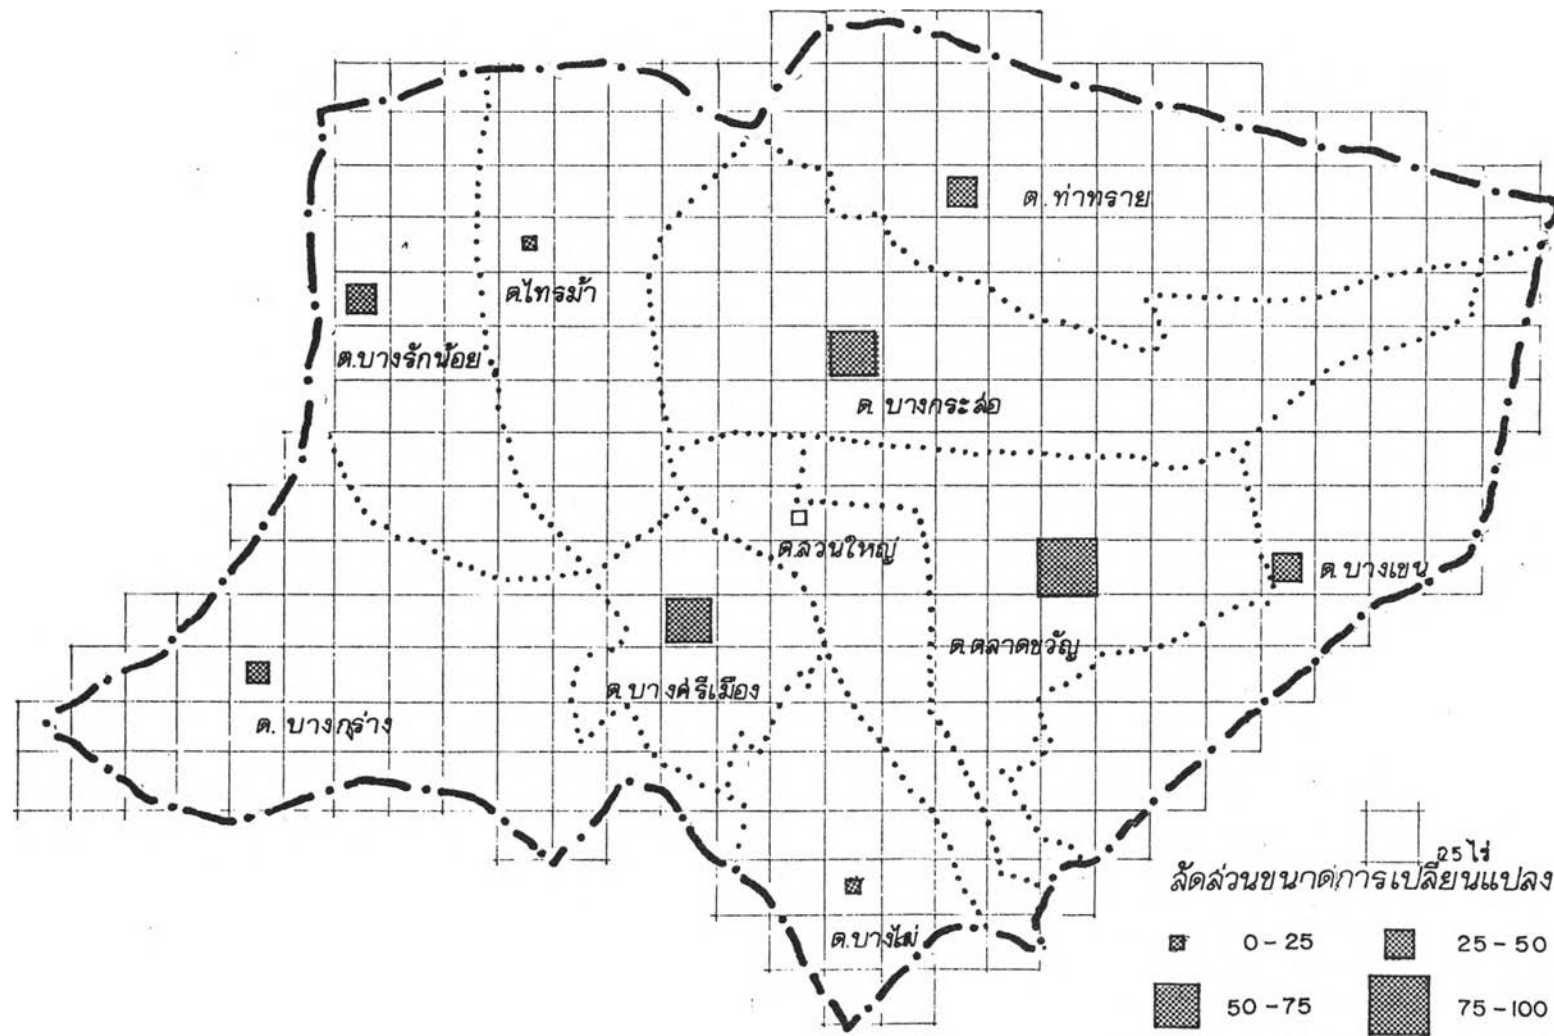 ต. ท่าทราย
ต.ไทรม้า
ต.บางรักน้อย
ต. บางกระสอ
ต.สวนใหญ่
ต. บางเขน
ต.ตลาดขวัญ
ต. บางศรีเมือง
ต. บางกร่าง
ต.บางไผ่
25 ไร่
สัดส่วนขนาดการเปลี่ยนแปลง
0 - 25
25 - 50
50 - 75
75 - 100